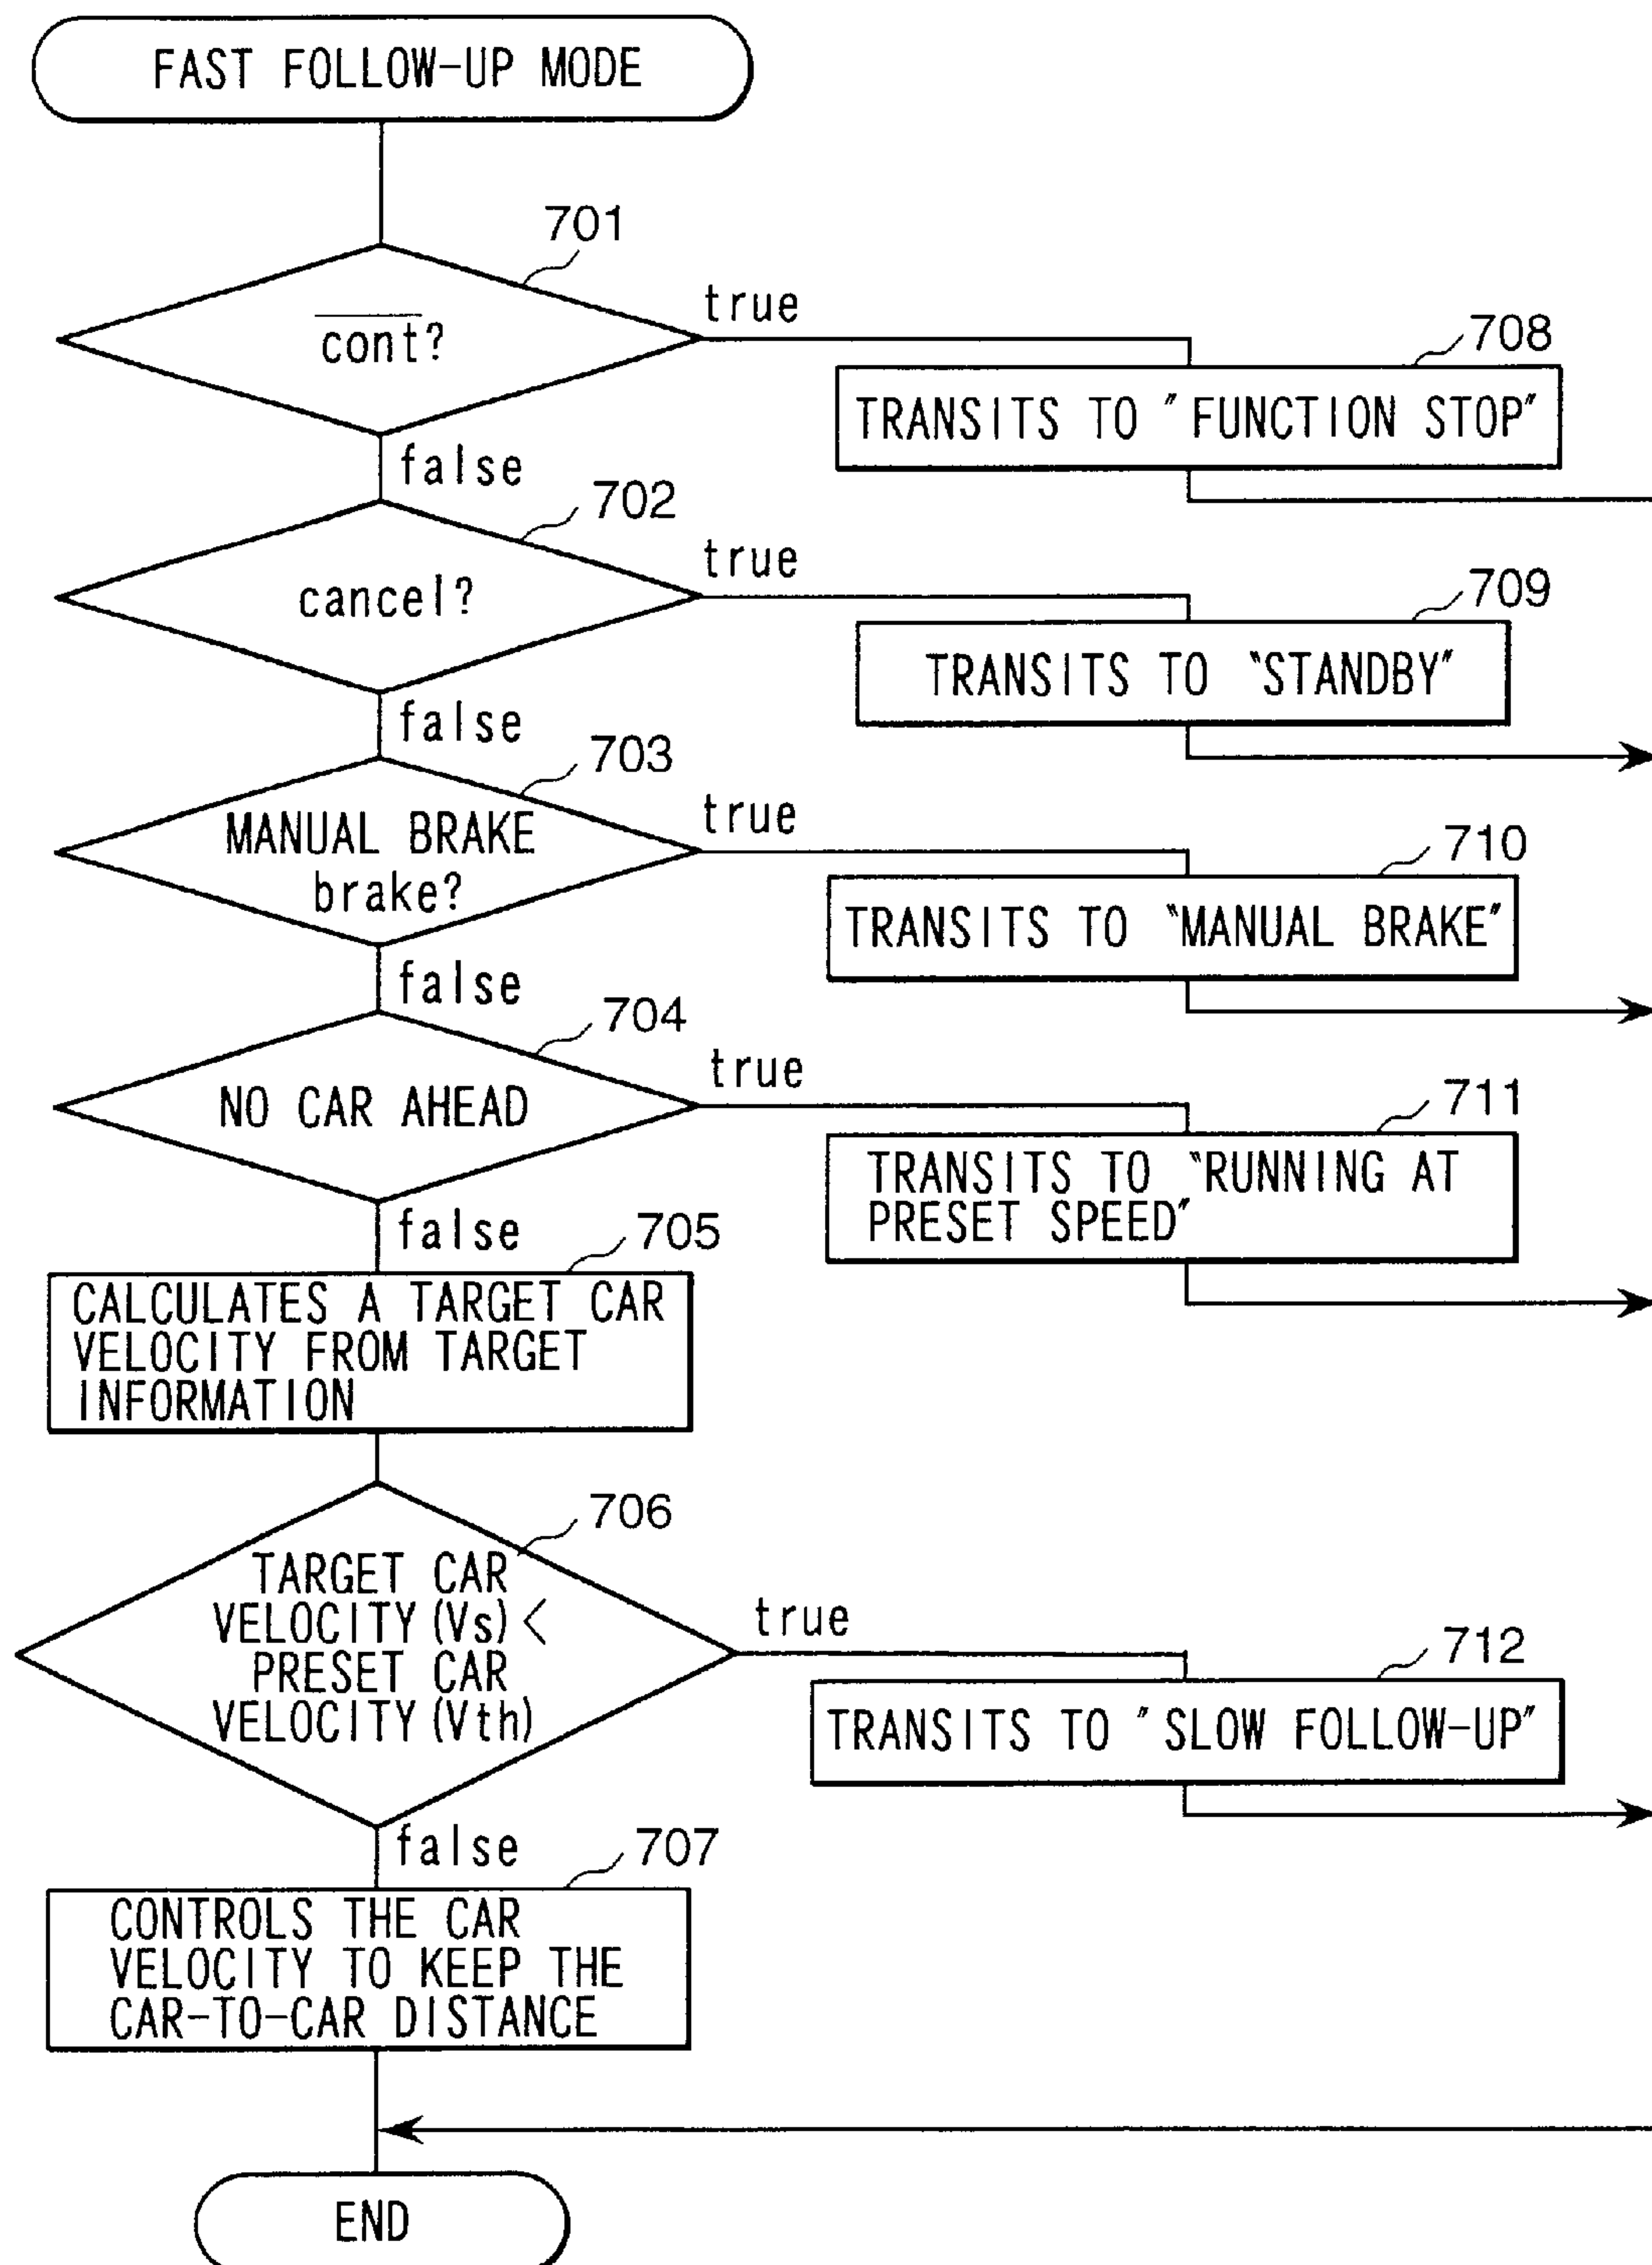 FAST FOLLOW-UP MODE
701
cont?
true
708
TRANSITS TO "FUNCTION STOP"
false
702
cancel?
true
709
TRANSITS TO "STANDBY"
false
703
MANUAL BRAKE
brake?
true
710
TRANSITS TO "MANUAL BRAKE"
false
704
NO CAR AHEAD
true
711
TRANSITS TO "RUNNING AT
PRESET SPEED"
false
705
CALCULATES A TARGET CAR
VELOCITY FROM TARGET
INFORMATION
706
TARGET CAR
VELOCITY (Vs) <
PRESET CAR
VELOCITY (Vth)
true
712
TRANSITS TO "SLOW FOLLOW-UP"
false
707
CONTROLS THE CAR
VELOCITY TO KEEP THE
CAR-TO-CAR DISTANCE
END